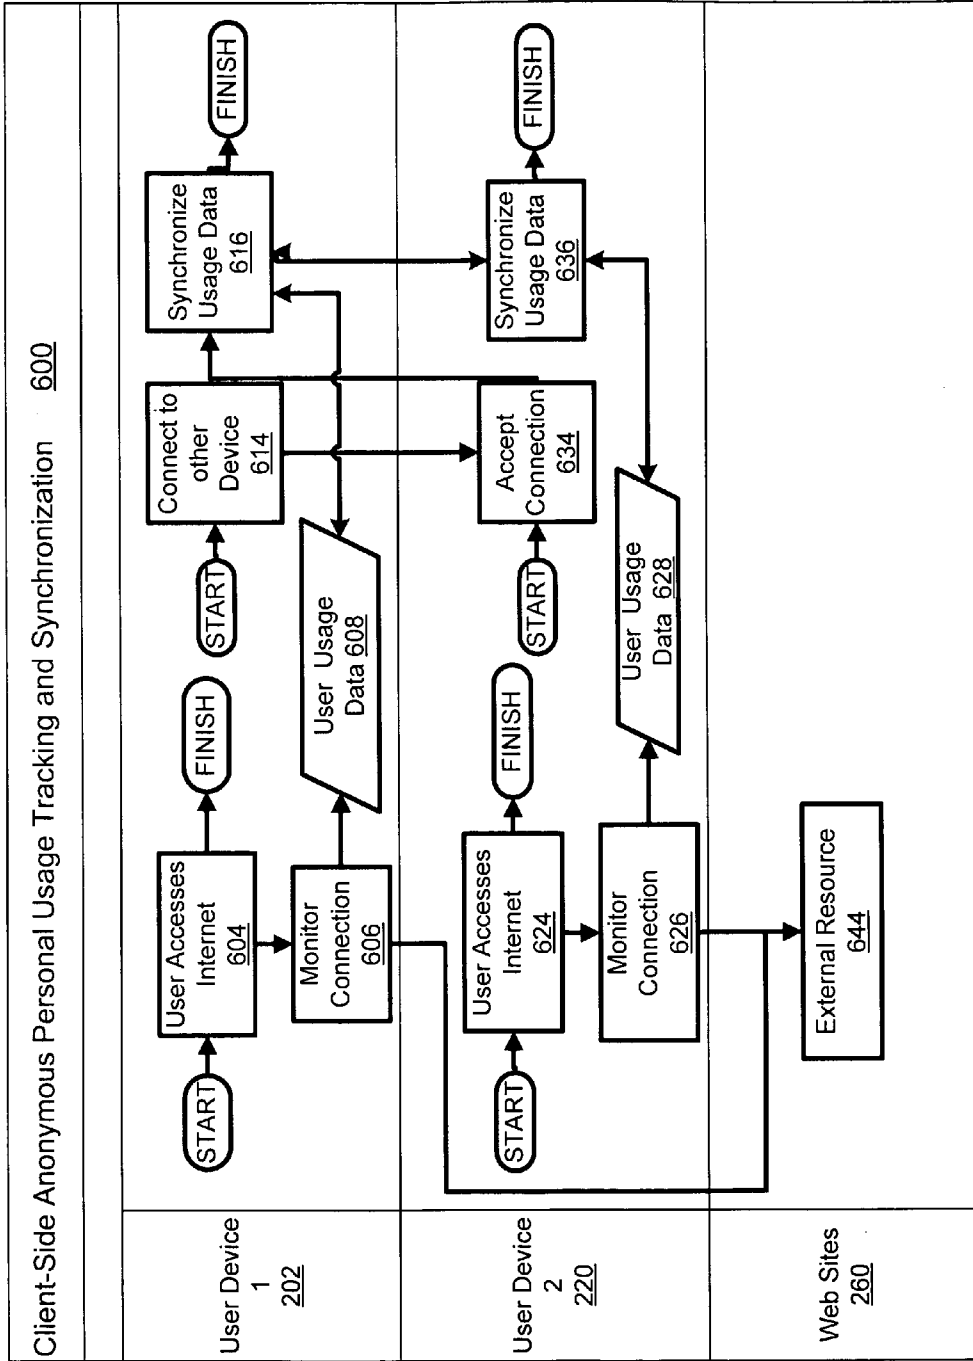 Client-Side Anonymous Personal Usage Tracking and Synchronization 600
User Device
1
202
START
User Accesses
Internet
604
FINISH
Monitor
Connection
606
User Usage
Data 608
START
Connect to
other
Device
614
Synchronize
Usage Data
616
FINISH
User Device
2
220
START
User Accesses
Internet
624
FINISH
Monitor
Connection
626
User Usage
Data 628
START
Accept
Connection
634
Synchronize
Usage Data
636
FINISH
Web Sites
260
External Resource
644